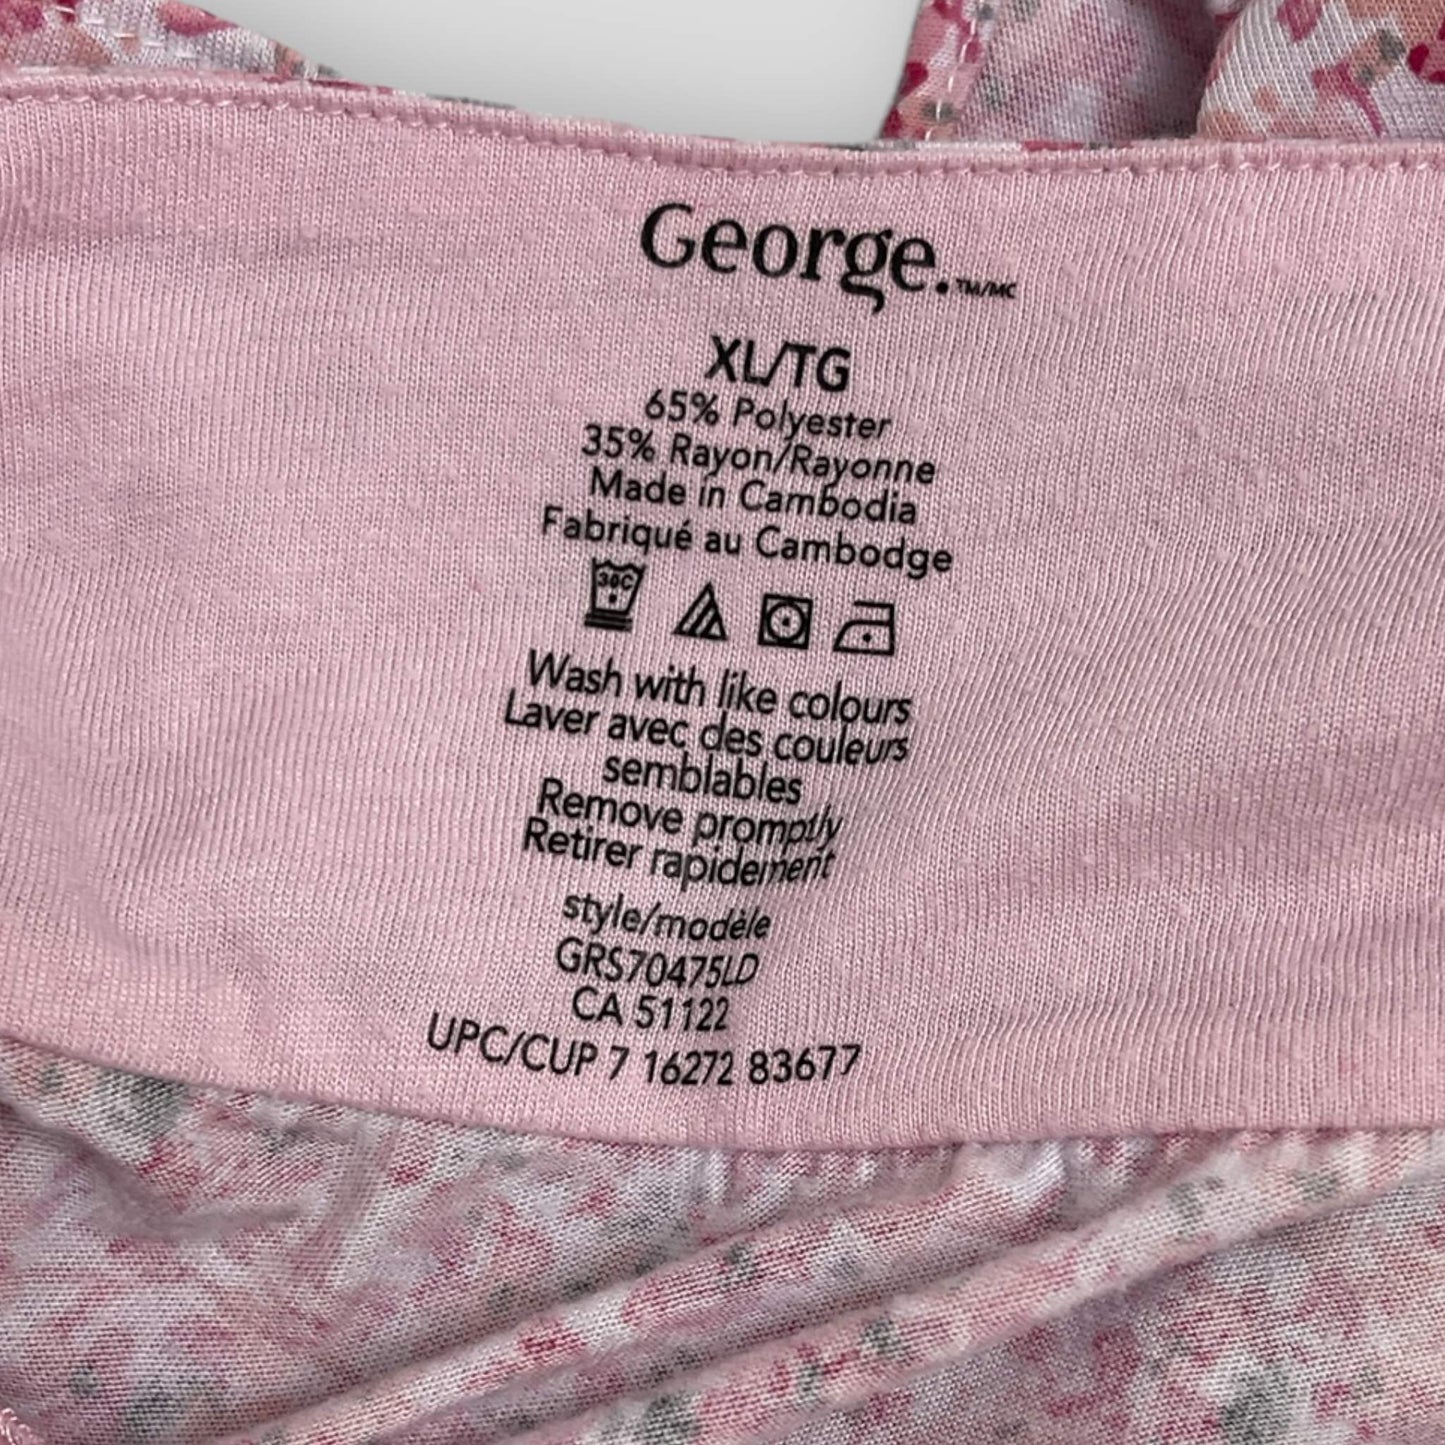 George.™/MC
XL/TG
65% Polyester
35% Rayon/Rayonne
Made in Cambodia
Fabriqué au Cambodge
30C
Wash with like colours
Laver avec des couleurs
semblables
Remove promptly
Retirer rapidement
style/modèle
GRS70475LD
CA 51122
UPC/CUP 7 16272 83677